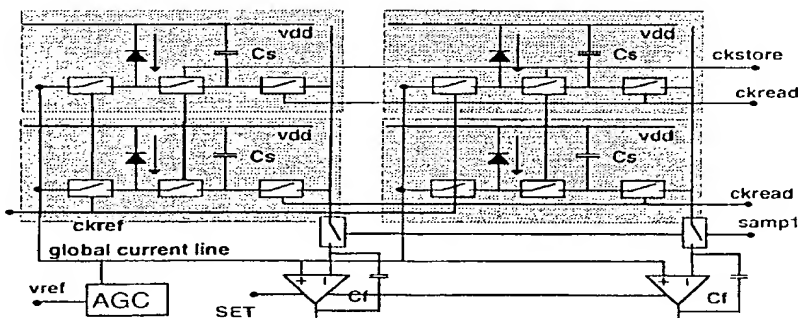 vdd
vdd
Cs
Cs
ckstore
ckread
vdd
vdd
Cs
Cs
ckread
ckref
samp1
global current line
+ −
+ −
vref
AGC
SET
Cf
Cf